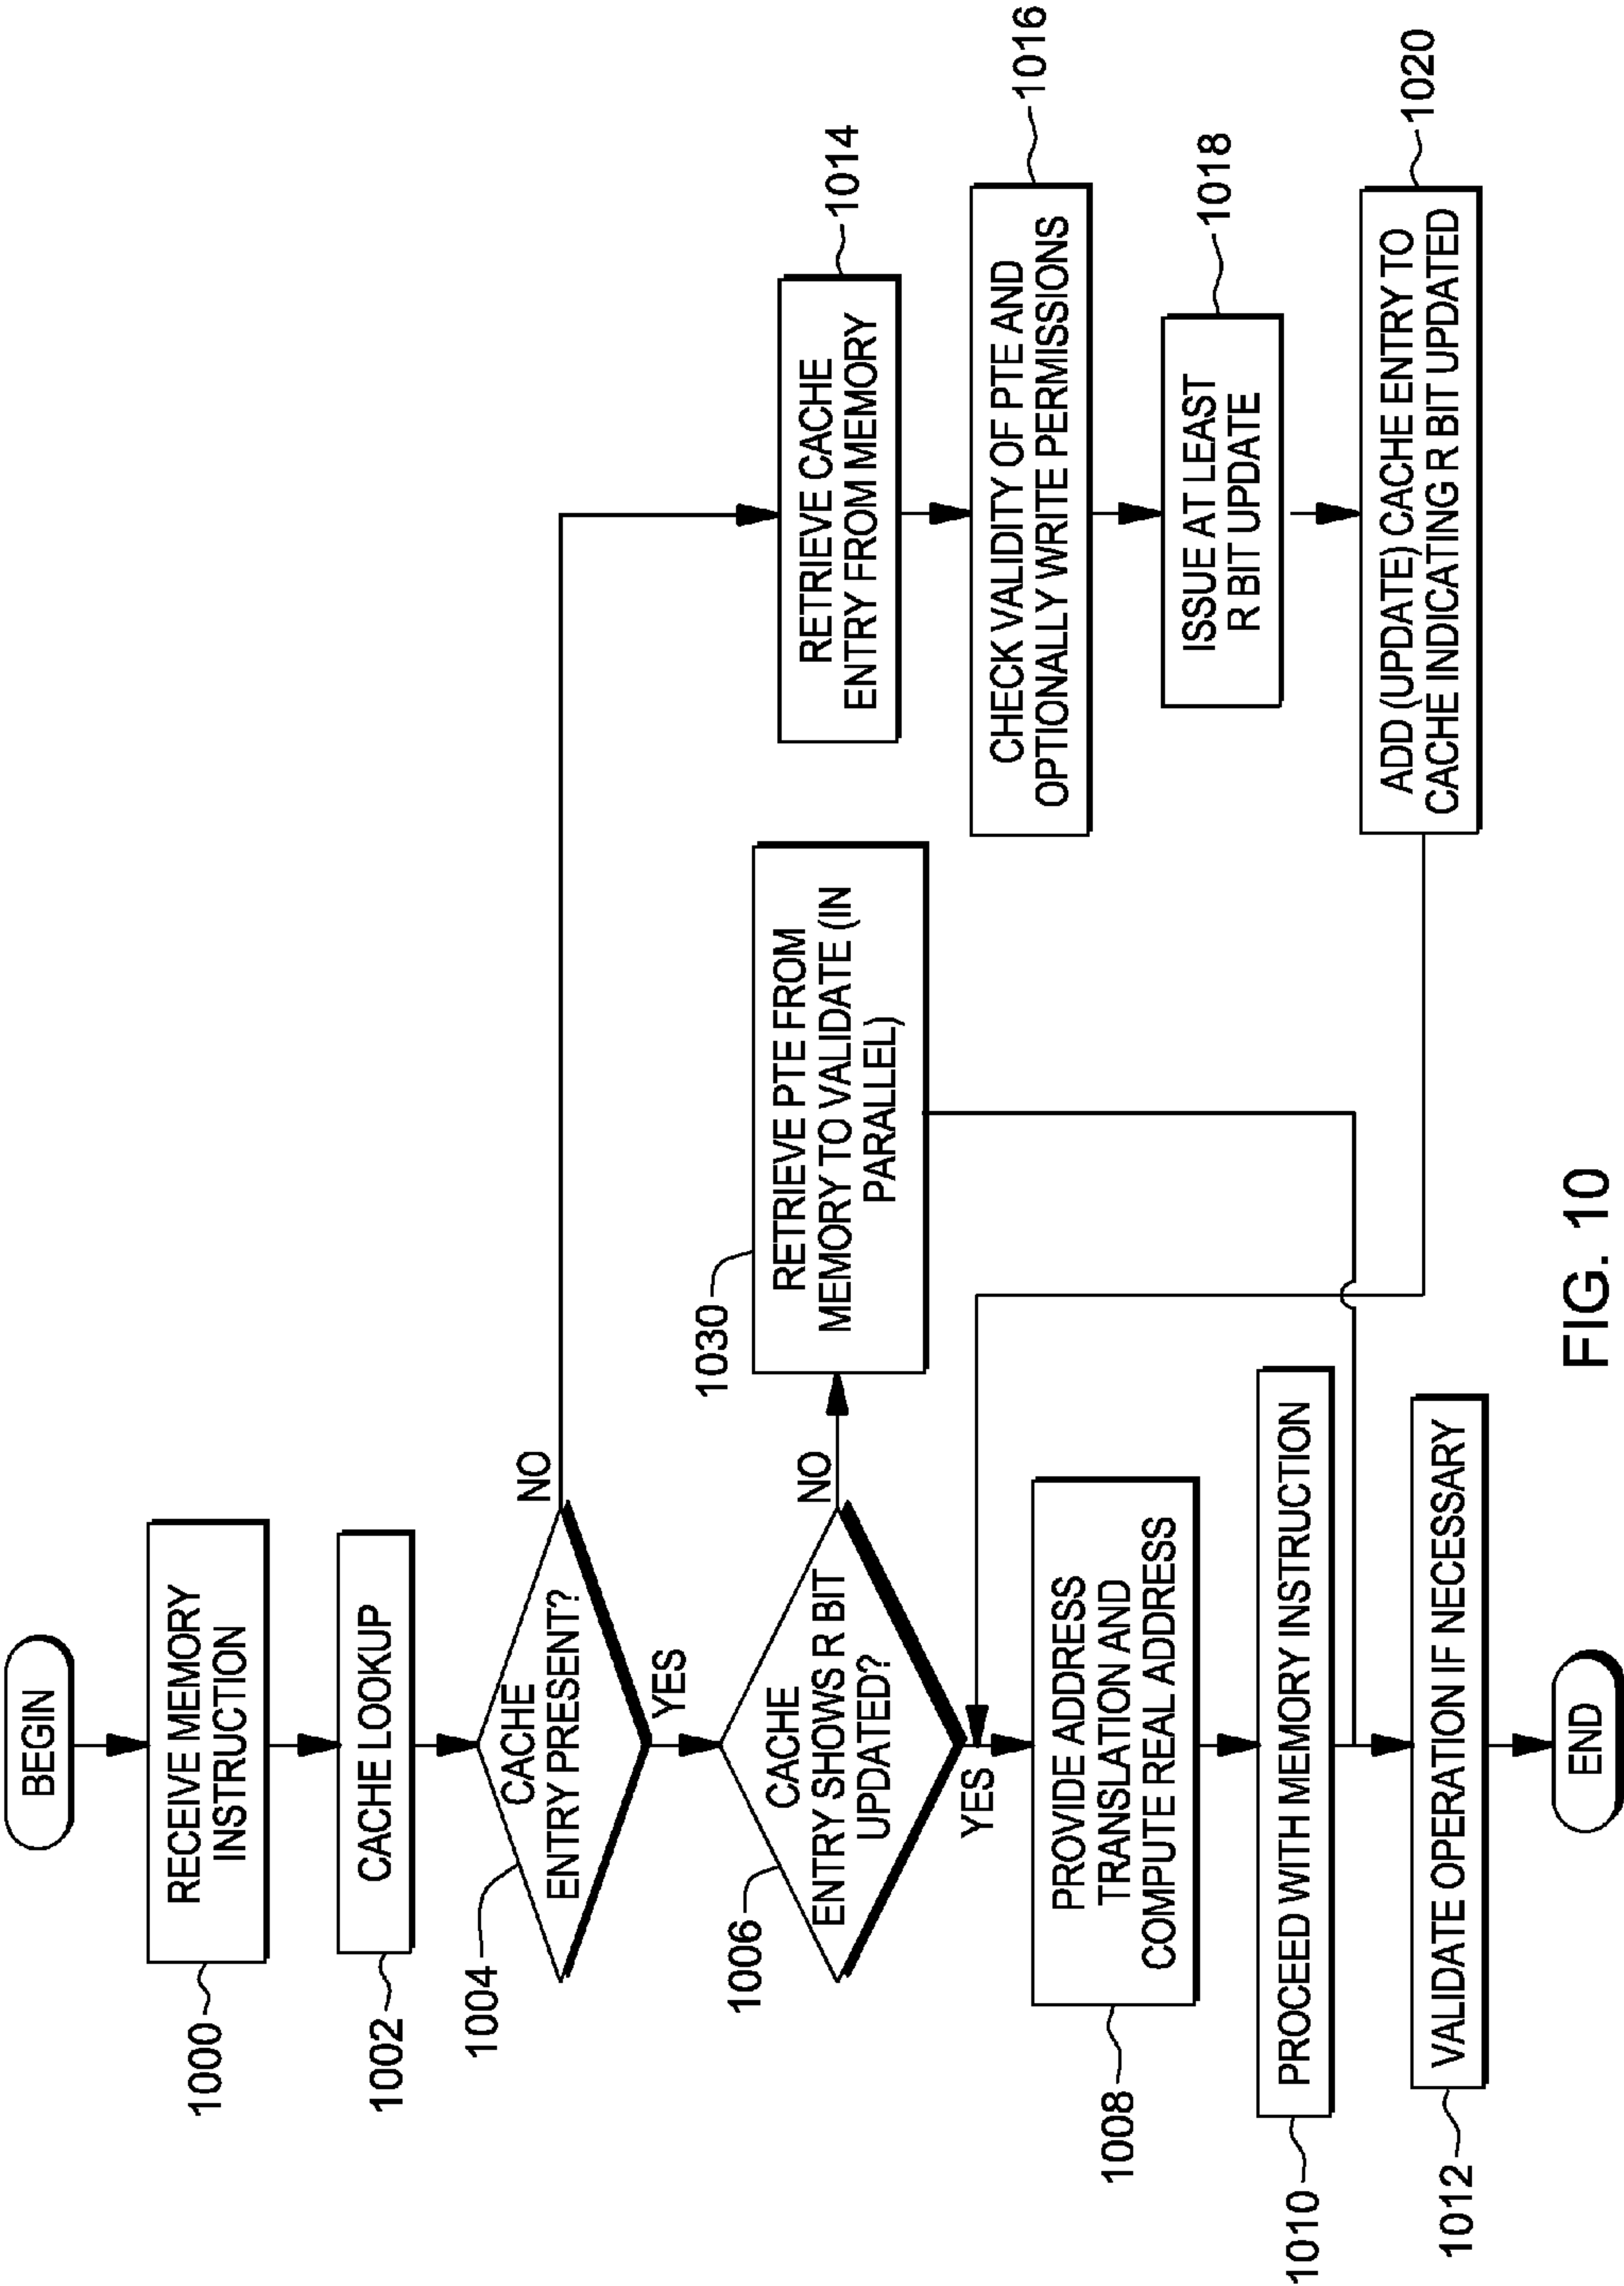 BEGIN
1000
RECEIVE MEMORY
INSTRUCTION
1002
CACHE LOOKUP
1004
CACHE
ENTRY PRESENT?
NO
YES
1006
CACHE
ENTRY SHOWS R BIT
UPDATED?
NO
YES
1030
RETRIEVE PTE FROM
MEMORY TO VALIDATE (IN
PARALLEL)
1008
PROVIDE ADDRESS
TRANSLATION AND
COMPUTE REAL ADDRESS
1010
PROCEED WITH MEMORY INSTRUCTION
1012
VALIDATE OPERATION IF NECESSARY
END
1014
RETRIEVE CACHE
ENTRY FROM MEMORY
1016
CHECK VALIDITY OF PTE AND
OPTIONALLY WRITE PERMISSIONS
1018
ISSUE AT LEAST
R BIT UPDATE
1020
ADD (UPDATE) CACHE ENTRY TO
CACHE INDICATING R BIT UPDATED
FIG. 10